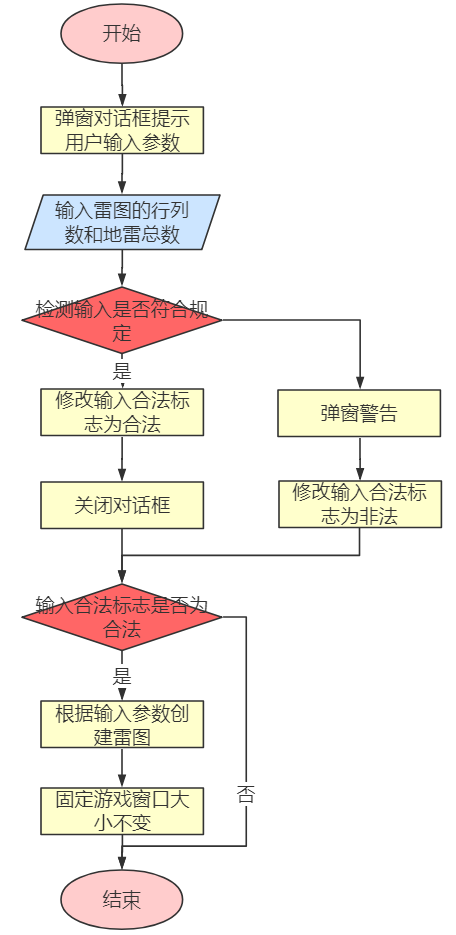 开始
弹窗对话框提示
用户输入参数
输入雷图的行列
数和地雷总数
检测输入是否符合规
定
是
修改输入合法标
志为合法
弹窗警告
关闭对话框
修改输入合法标
志为非法
输入合法标志是否为
合法
是
根据输入参数创
建雷图
固定游戏窗口大
小不变
否
结束